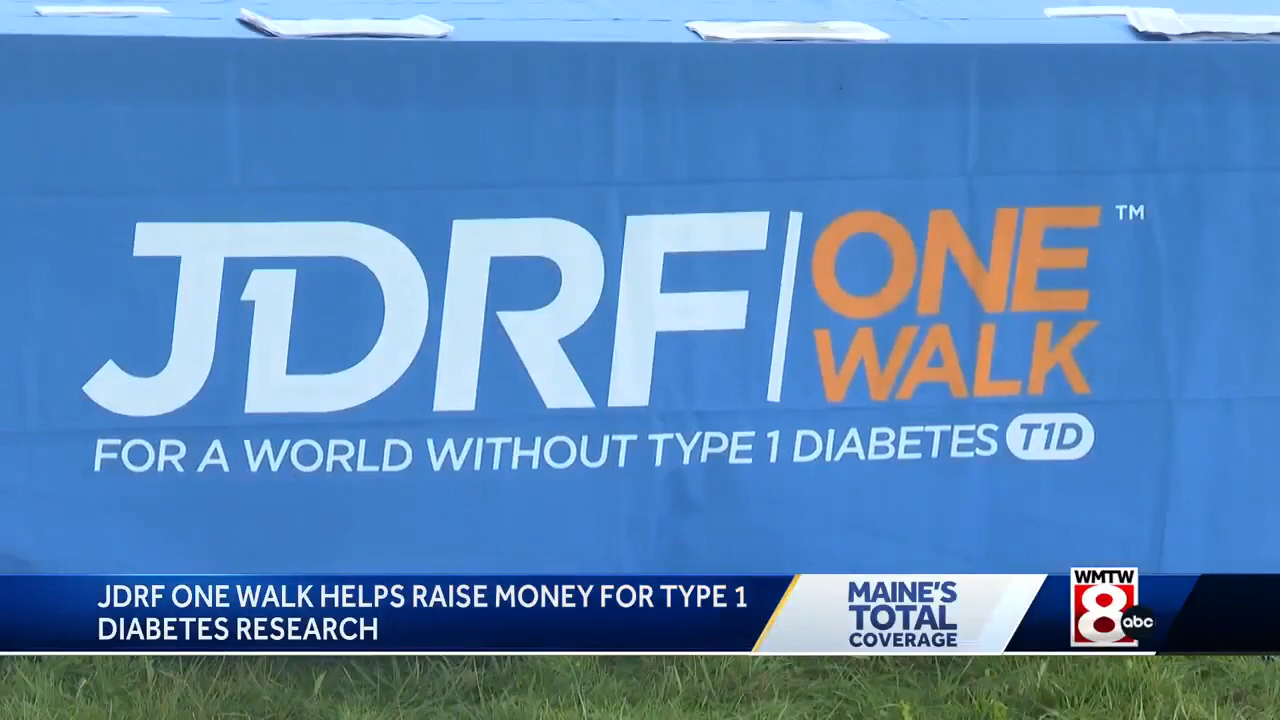 JDRF | ONE WALK ™
FOR A WORLD WITHOUT TYPE 1 DIABETES T1D
JDRF ONE WALK HELPS RAISE MONEY FOR TYPE 1
DIABETES RESEARCH
MAINE'S
TOTAL
COVERAGE
WMTW
8
abc